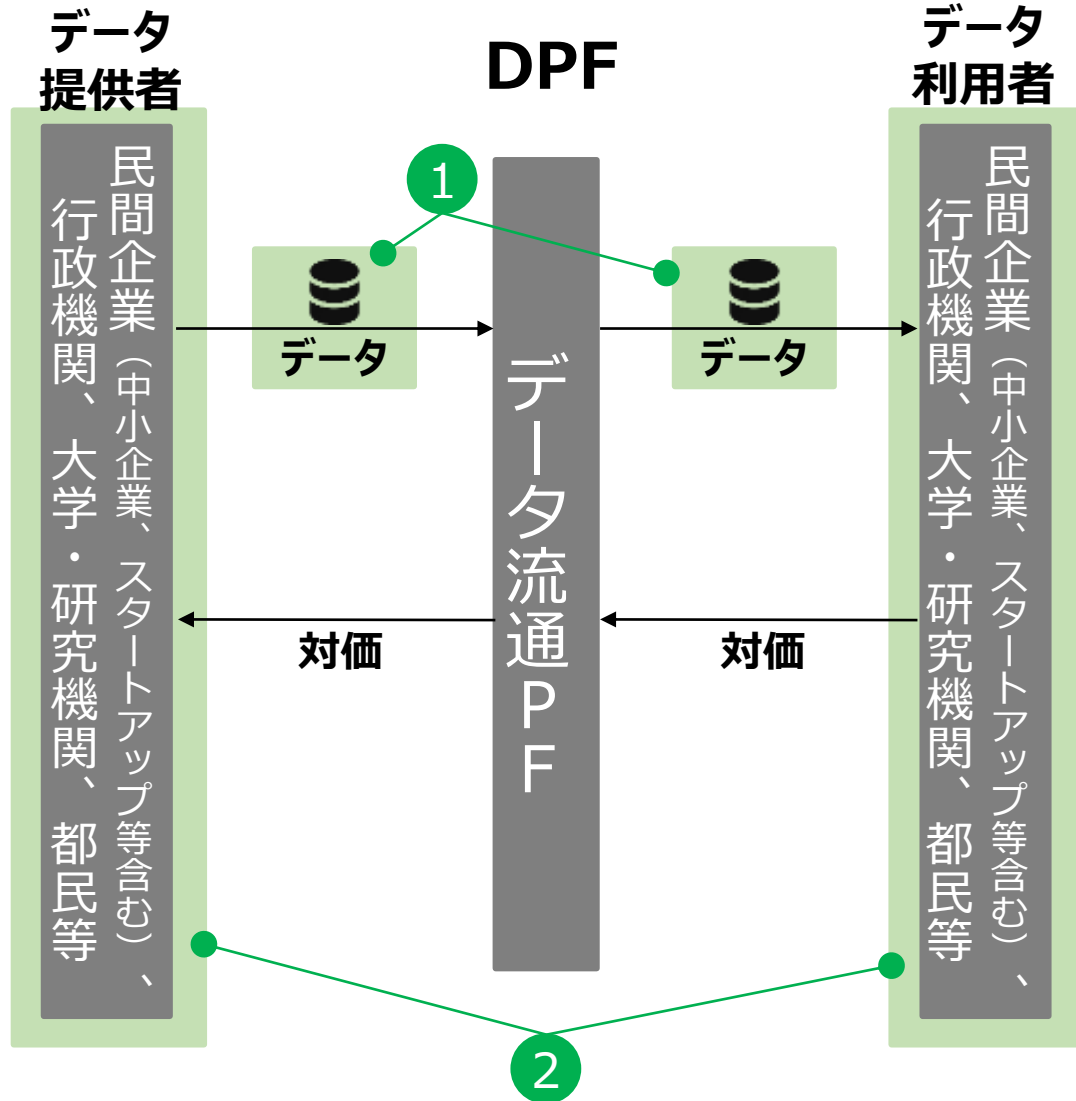 データ
提供者
DPF
データ
利用者
民間企業（中小企業、スタートアップ等含む）、
行政機関、大学・研究機関、都民等
1
データ
データ
データ流通PF
対価
対価
民間企業（中小企業、スタートアップ等含む）、
行政機関、大学・研究機関、都民等
2